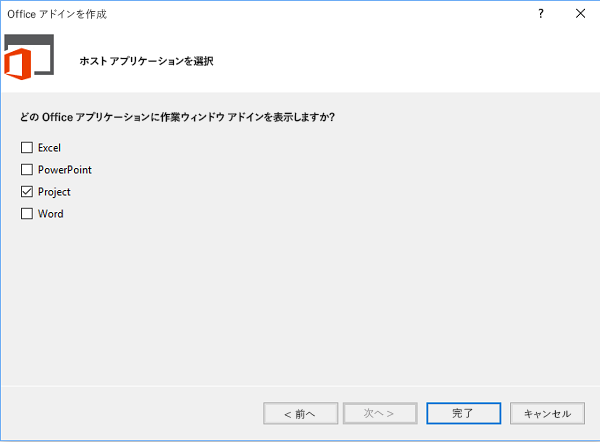 Office アドインを作成 ?
ホスト アプリケーションを選択
どの Office アプリケーションに作業ウィンドウ アドインを表示しますか?
Excel
PowerPoint
Project
Word
< 前へ 次へ > 完了 キャンセル